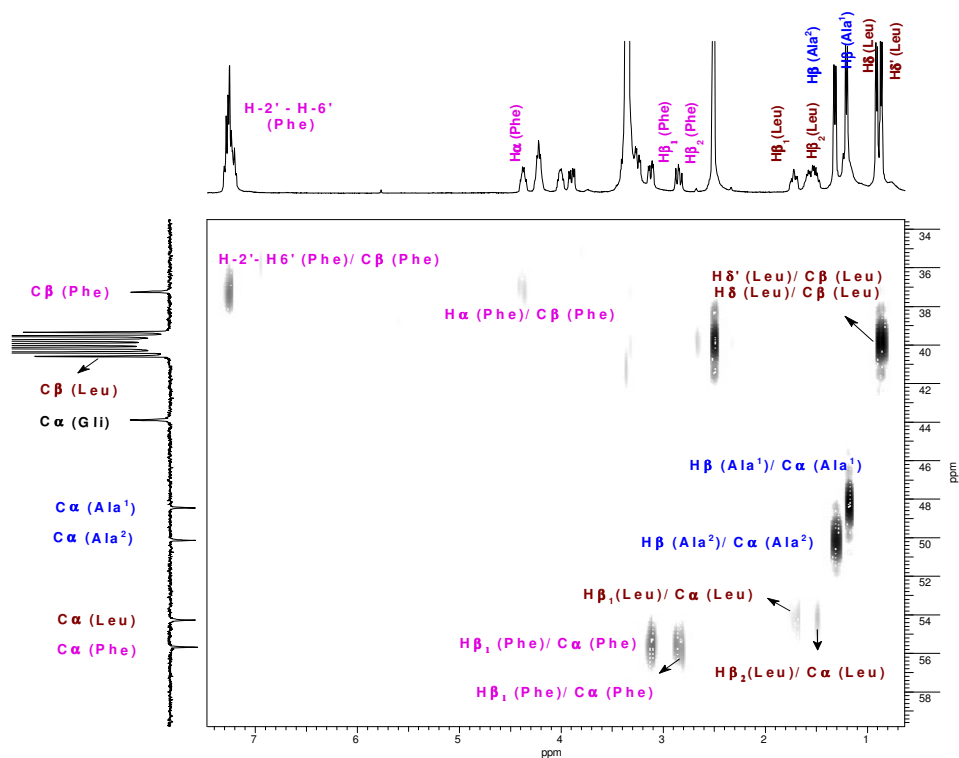 Hβ (Ala²)
Hβ (Ala¹)
Hδ (Leu)
Hδ' (Leu)
H-2' - H-6'
(Phe)
Hα (Phe)
Hβ₁ (Phe)
Hβ₂ (Phe)
Hβ₁ (Leu)
Hβ₂ (Leu)
Cβ (Phe)
Cβ (Leu)
Cα (Gli)
Cα (Ala¹)
Cα (Ala²)
Cα (Leu)
Cα (Phe)
H-2'- H6' (Phe)/ Cβ (Phe)
Hα (Phe)/ Cβ (Phe)
Hδ' (Leu)/ Cβ (Leu)
Hδ (Leu)/ Cβ (Leu)
Hβ (Ala¹)/ Cα (Ala¹)
Hβ (Ala²)/ Cα (Ala²)
Hβ₁(Leu)/ Cα (Leu)
Hβ₁ (Phe)/ Cα (Phe)
Hβ₂(Leu)/ Cα (Leu)
Hβ₁ (Phe)/ Cα (Phe)
34
36
38
40
42
44
46
48
50
52
54
56
58
ppm
7
6
5
4
3
2
1
ppm